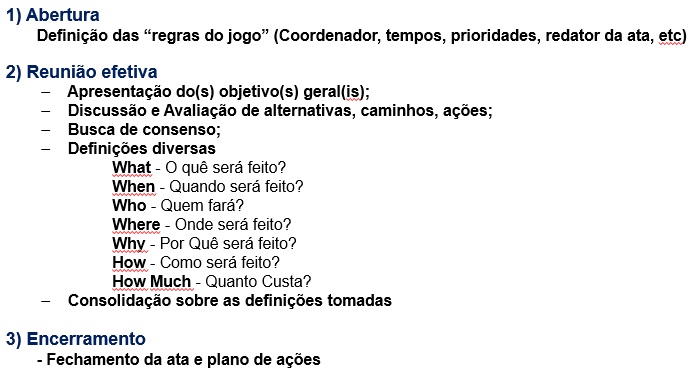 1) Abertura
Definição das “regras do jogo” (Coordenador, tempos, prioridades, redator da ata, etc)
2) Reunião efetiva
– Apresentação do(s) objetivo(s) geral(is);
– Discussão e Avaliação de alternativas, caminhos, ações;
– Busca de consenso;
– Definições diversas
What - O quê será feito?
When - Quando será feito?
Who - Quem fará?
Where - Onde será feito?
Why - Por Quê será feito?
How - Como será feito?
How Much - Quanto Custa?
– Consolidação sobre as definições tomadas
3) Encerramento
- Fechamento da ata e plano de ações